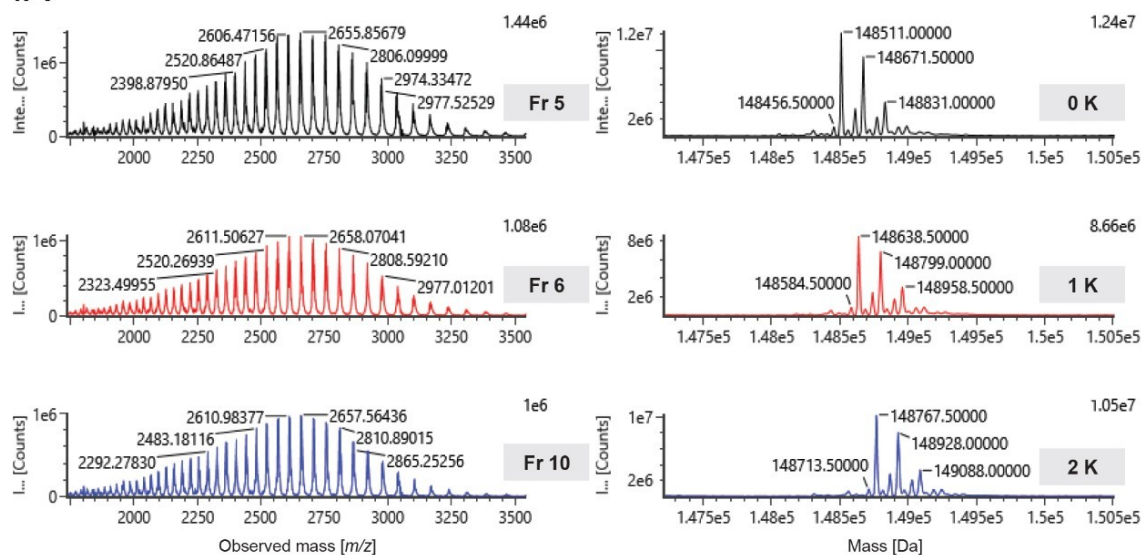 1.44e6
Inte... [Counts]
1e6
0
2398.87950
2520.86487
2606.47156
2655.85679
2806.09999
2974.33472
2977.52529
Fr 5
2000 2250 2500 2750 3000 3250 3500
1.24e7
Inte... [Counts]
1.2e7
2e6
148456.50000
148511.00000
148671.50000
148831.00000
0 K
1.475e5 1.48e5 1.485e5 1.49e5 1.495e5 1.5e5 1.505e5
1.08e6
I... [Counts]
1e6
0
2323.49955
2520.26939
2611.50627
2658.07041
2808.59210
2977.01201
Fr 6
2000 2250 2500 2750 3000 3250 3500
8.66e6
I... [Counts]
8e6
2e6
148584.50000
148638.50000
148799.00000
148958.50000
1 K
1.475e5 1.48e5 1.485e5 1.49e5 1.495e5 1.5e5 1.505e5
1e6
I... [Counts]
1e6
0
2292.27830
2483.18116
2610.98377
2657.56436
2810.89015
2865.25256
Fr 10
2000 2250 2500 2750 3000 3250 3500
Observed mass [m/z]
1.05e7
I... [Counts]
1e7
2e6
148713.50000
148767.50000
148928.00000
149088.00000
2 K
1.475e5 1.48e5 1.485e5 1.49e5 1.495e5 1.5e5 1.505e5
Mass [Da]